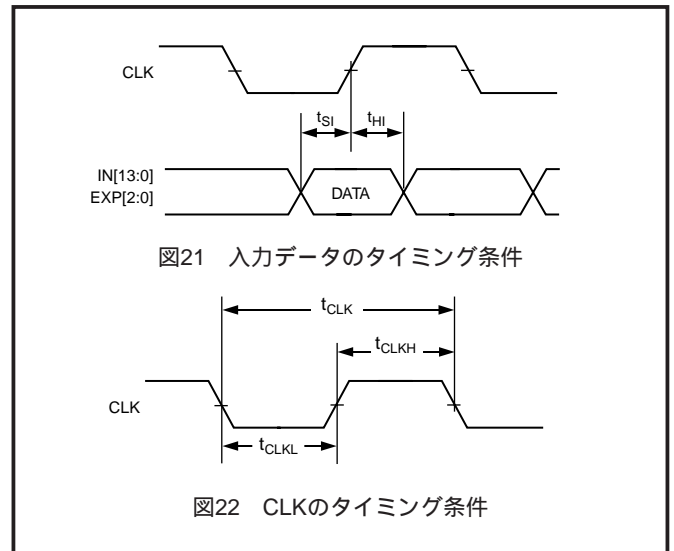 CLK
tSI
tHI
IN[13:0]
EXP[2:0]
DATA
図21　入力データのタイミング条件
tCLK
tCLKH
CLK
tCLKL
図22　CLKのタイミング条件